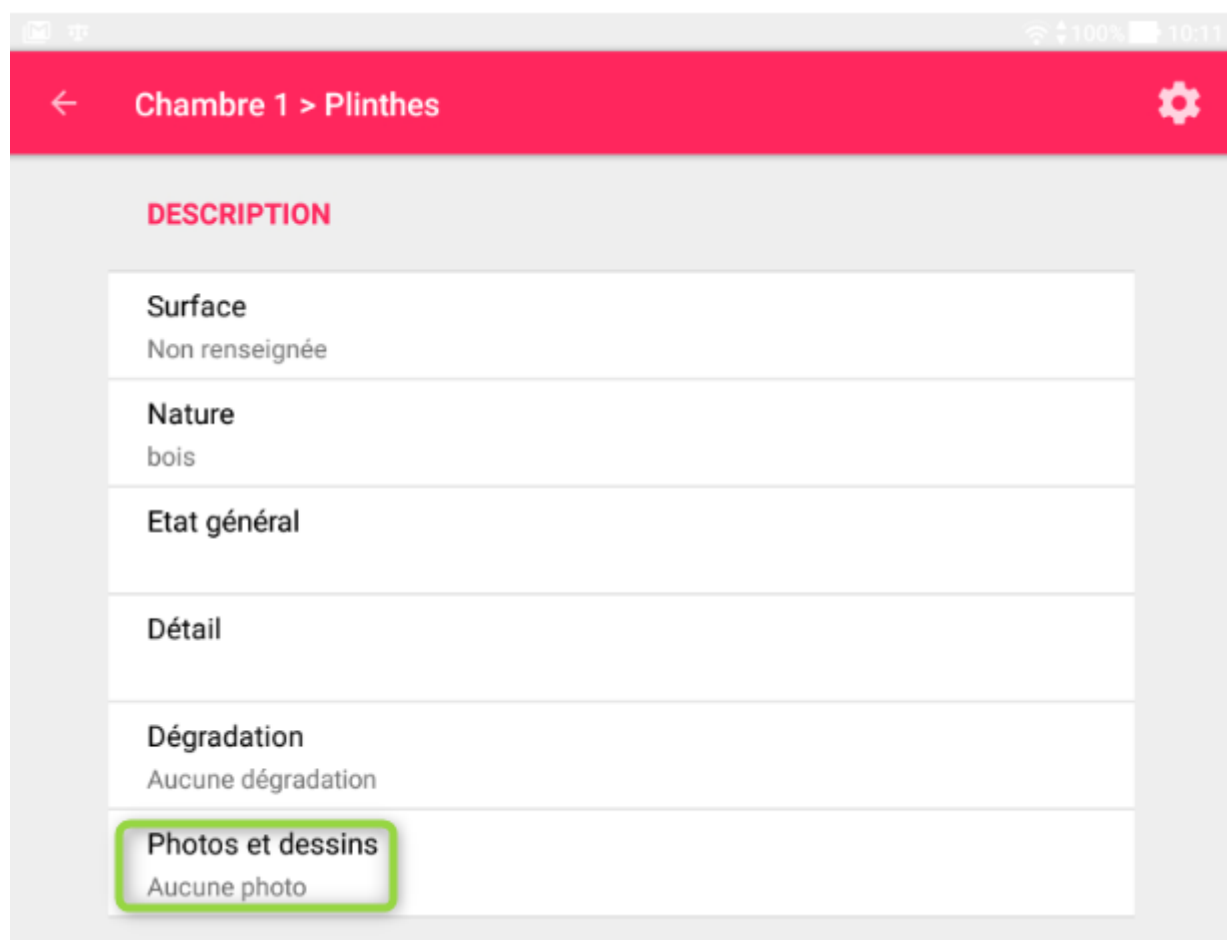 100% 10:11
Chambre 1 > Plinthes
DESCRIPTION
Surface
Non renseignée
Nature
bois
Etat général
Détail
Dégradation
Aucune dégradation
Photos et dessins
Aucune photo